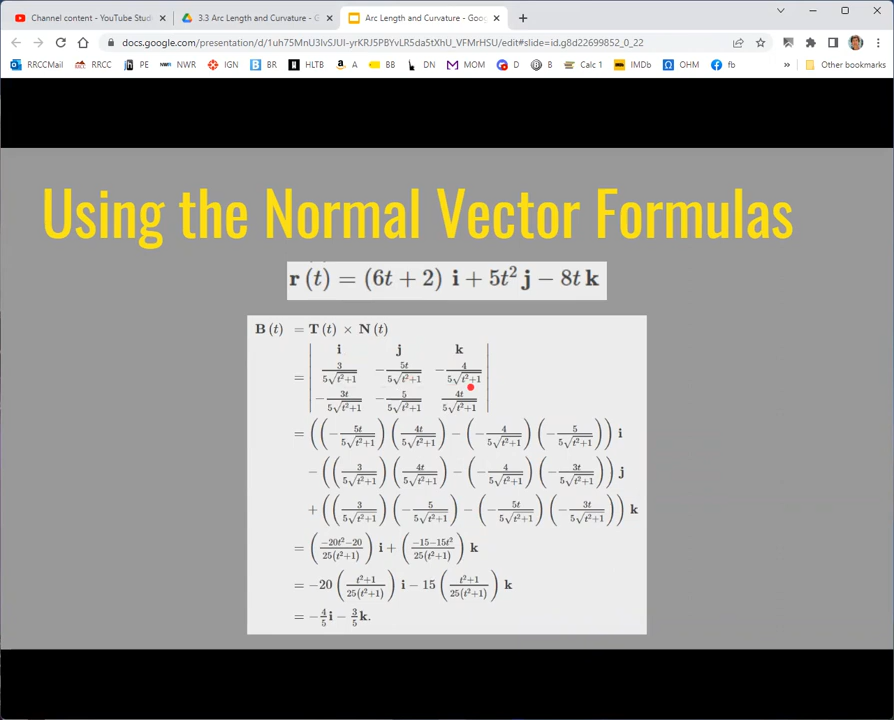 Channel content - YouTube Stud
3.3 Arc Length and Curvature - G
Arc Length and Curvature - Goog
docs.google.com/presentation/d/1uh75MnU3lvSJUI-yrKRJ5PBYvLR5da5tXhU_VFMrHSU/edit#slide=id.g8d22699852_0_22
RRCCMail RRCC PE NWR IGN BR HLTB A BB DN MOM D B Calc 1 IMDb OHM fb » Other bookmarks
Using the Normal Vector Formulas
r (t) = (6t + 2) i + 5t² j − 8t k
B (t) = T (t) × N (t)
= | i j k |
| 3/(5√(t²+1)) −5t/(5√(t²+1)) −4/(5√(t²+1)) |
| −3t/(5√(t²+1)) −5/(5√(t²+1)) 4t/(5√(t²+1)) |
= ((−5t/(5√(t²+1))) (4t/(5√(t²+1))) − (−4/(5√(t²+1))) (−5/(5√(t²+1)))) i
− ((3/(5√(t²+1))) (4t/(5√(t²+1))) − (−4/(5√(t²+1))) (−3t/(5√(t²+1)))) j
+ ((3/(5√(t²+1))) (−5/(5√(t²+1))) − (−5t/(5√(t²+1))) (−3t/(5√(t²+1)))) k
= ((−20t²−20)/(25(t²+1))) i + ((−15−15t²)/(25(t²+1))) k
= −20 ((t²+1)/(25(t²+1))) i − 15 ((t²+1)/(25(t²+1))) k
= −4/5 i − 3/5 k.